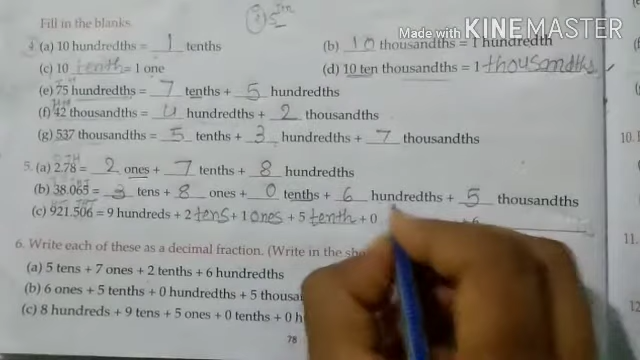 Made with KINEMASTER
Fill in the blanks.
4. (a) 10 hundredths = 1 tenths
(b) 10 thousandths = 1 hundredth
(c) 10 tenth = 1 one
(d) 10 ten thousandths = 1 thousandths
(e) 75 hundredths = 7 tenths + 5 hundredths
(f) 42 thousandths = 4 hundredths + 2 thousandths
(g) 537 thousandths = 5 tenths + 3 hundredths + 7 thousandths
5. (a) 2.78 = 2 ones + 7 tenths + 8 hundredths
(b) 38.065 = 3 tens + 8 ones + 0 tenths + 6 hundredths + 5 thousandths
(c) 921.506 = 9 hundreds + 2 tens + 1 ones + 5 tenth + 0
6. Write each of these as a decimal fraction. (Write in the
(a) 5 tens + 7 ones + 2 tenths + 6 hundredths
(b) 6 ones + 5 tenths + 0 hundredths + 5 thousa
(c) 8 hundreds + 9 tens + 5 ones + 0 tenths + 0 h
78
10.
11.